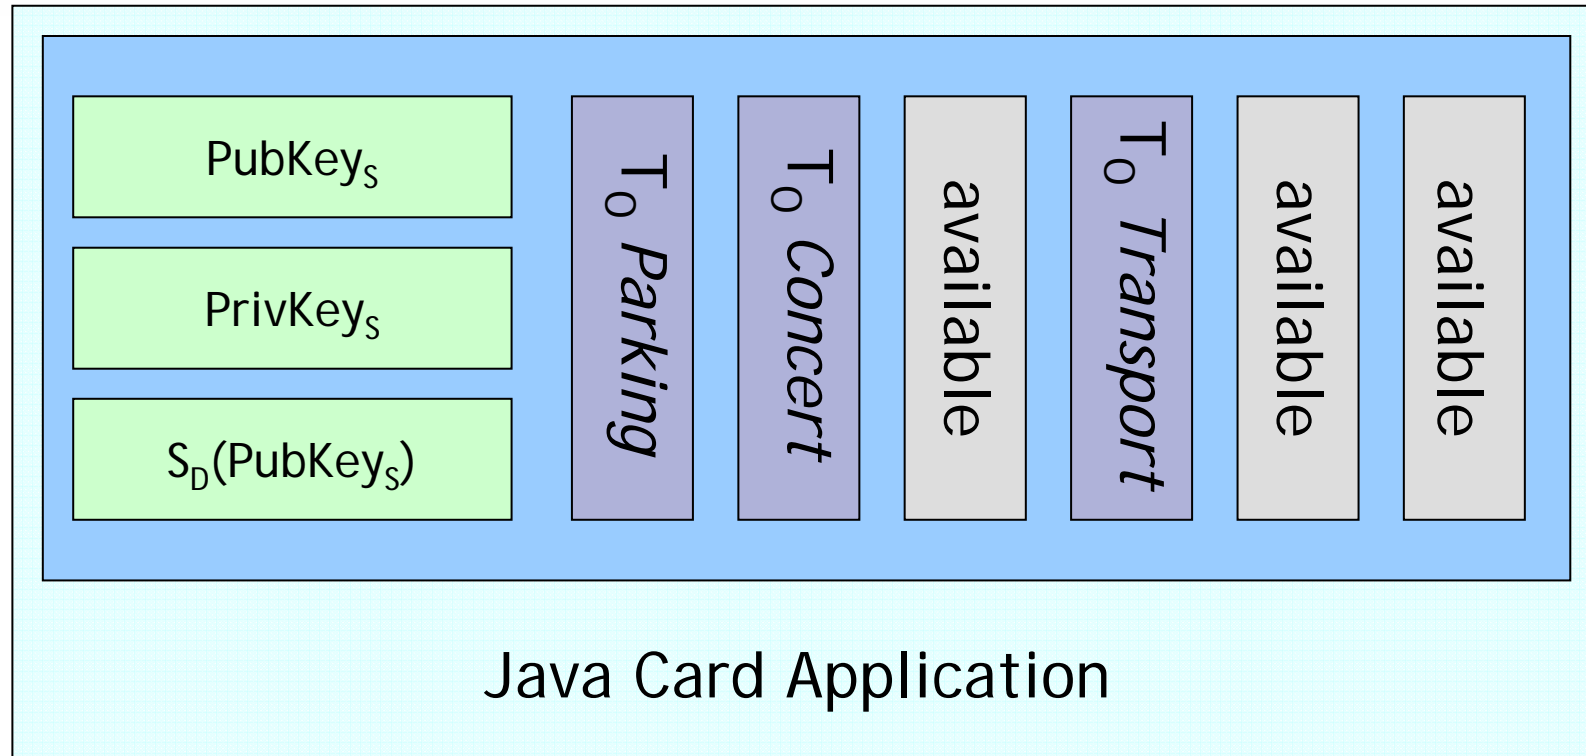 PubKeyS
PrivKeyS
SD(PubKeyS)
TO Parking
TO Concert
available
TO Transport
available
available
Java Card Application